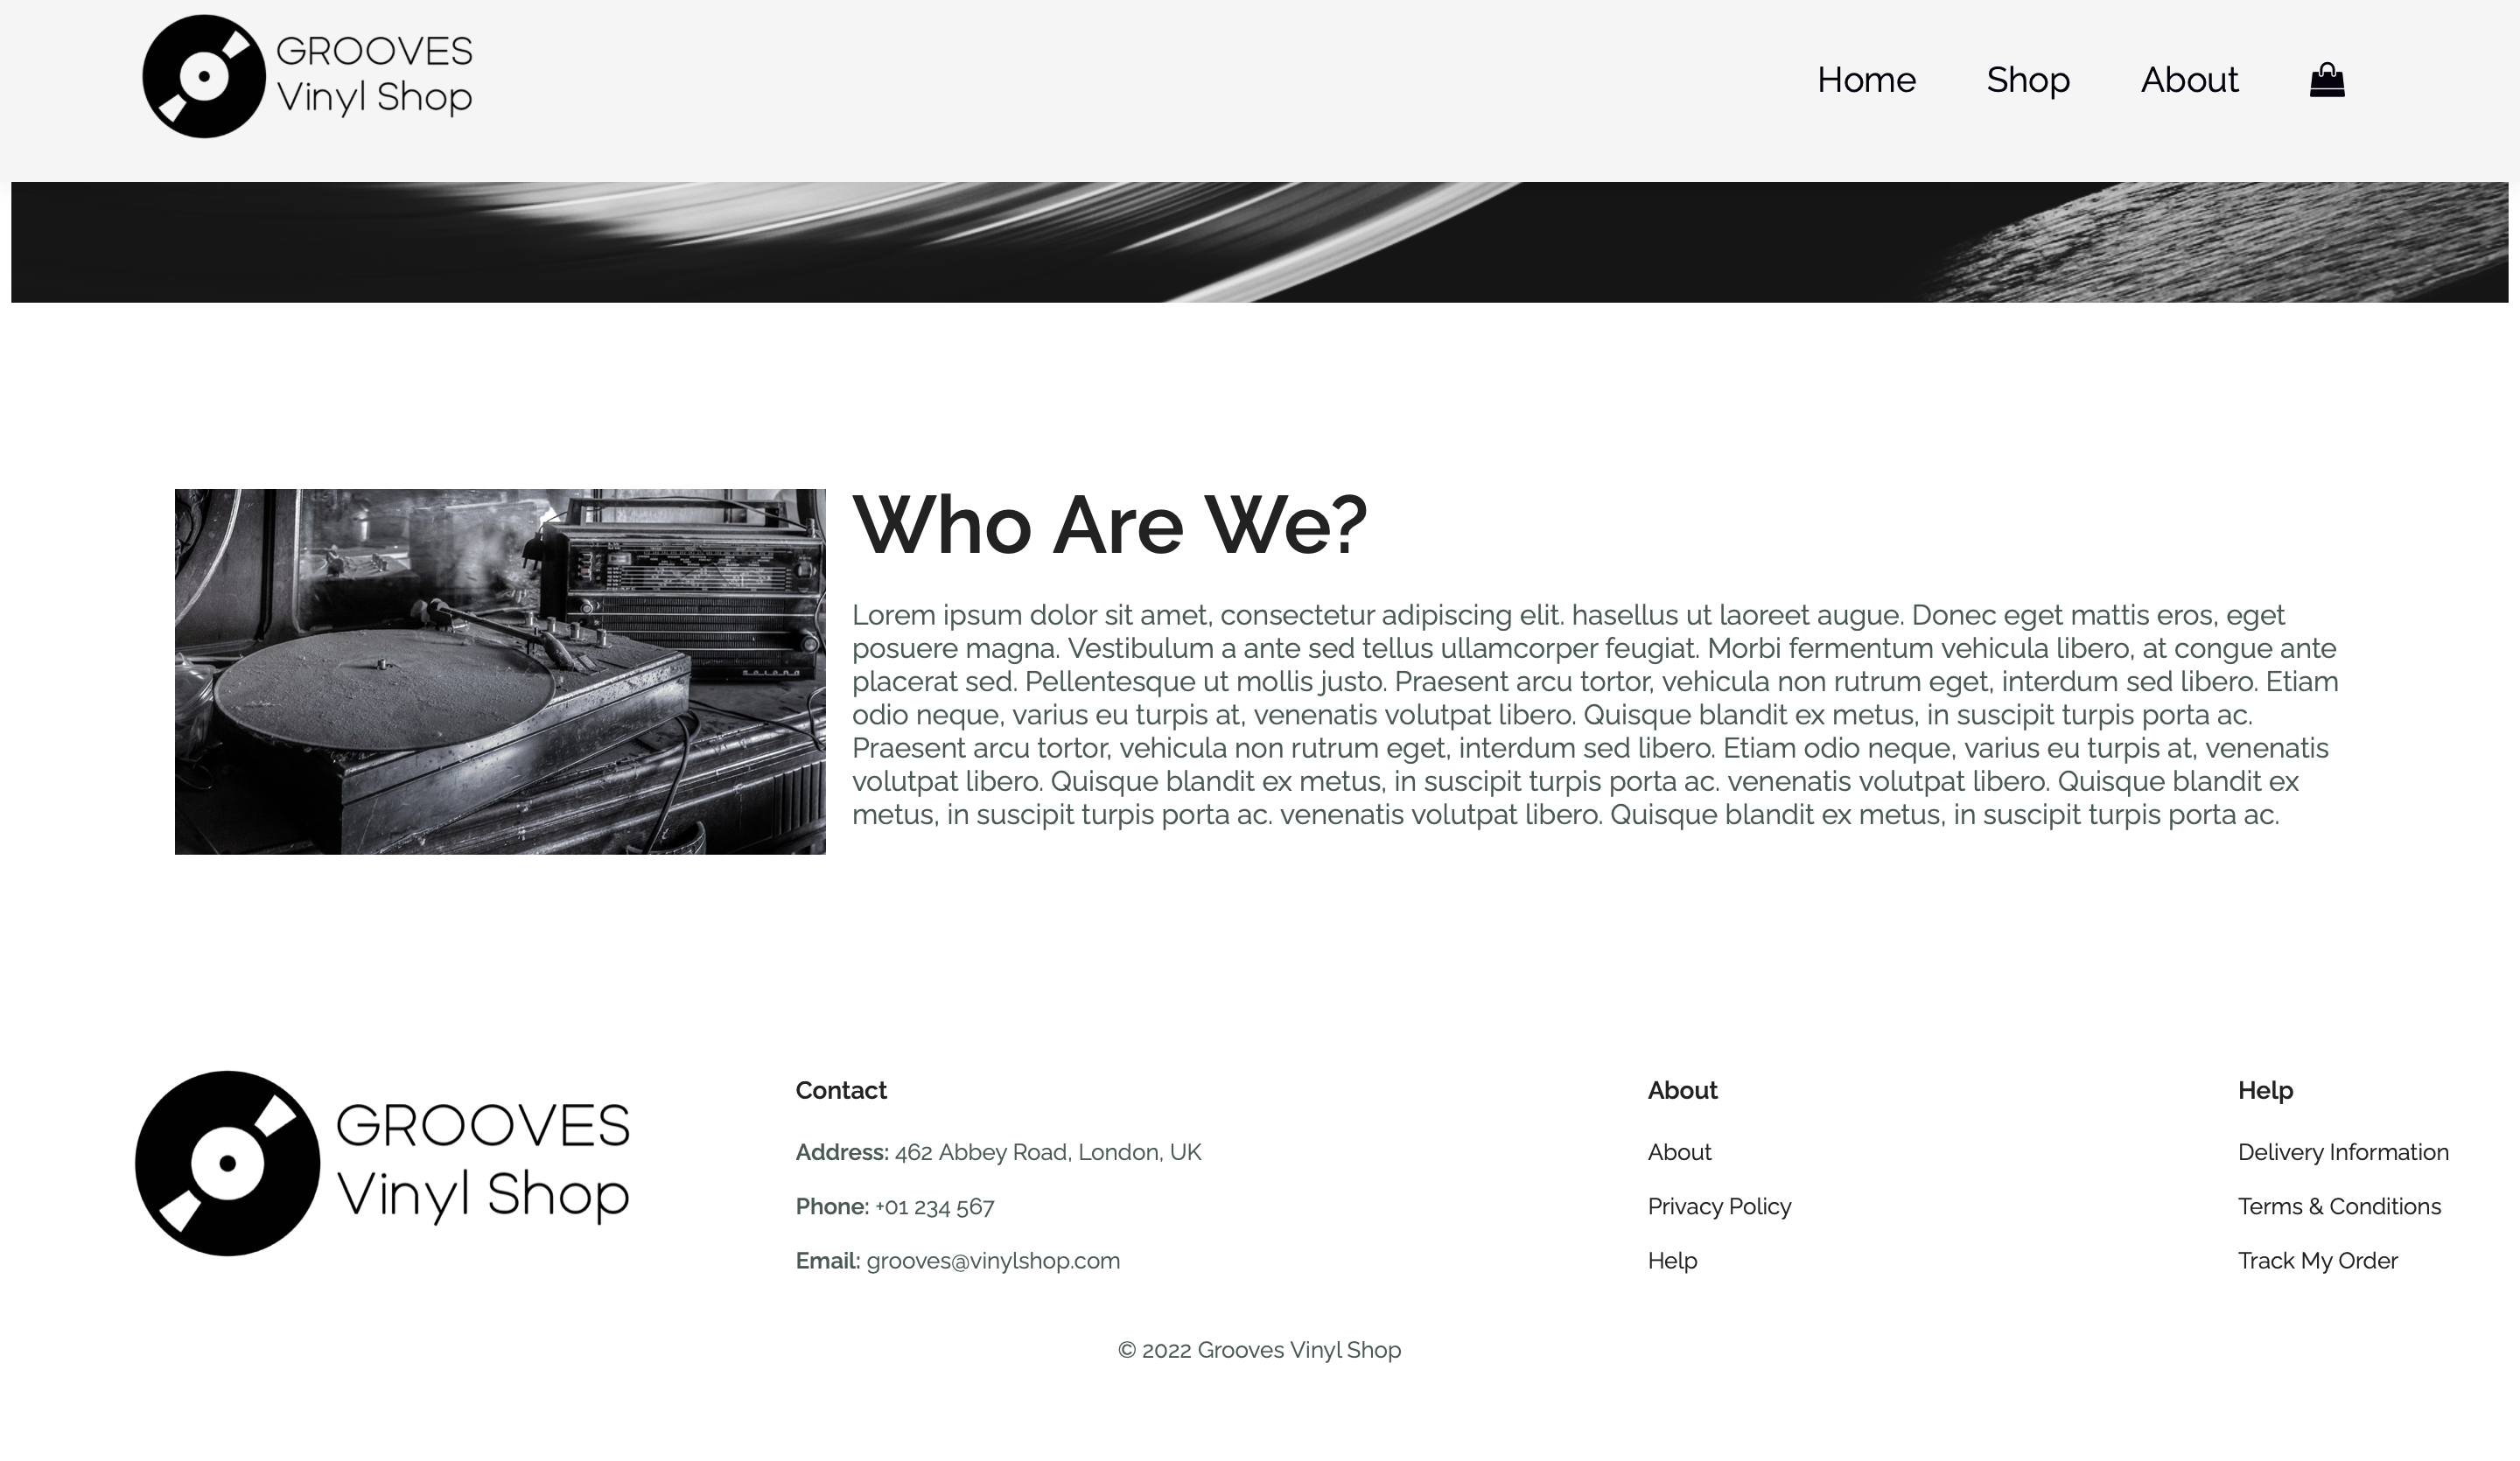 GROOVES
Vinyl Shop
Home Shop About
Who Are We?
Lorem ipsum dolor sit amet, consectetur adipiscing elit. hasellus ut laoreet augue. Donec eget mattis eros, eget
posuere magna. Vestibulum a ante sed tellus ullamcorper feugiat. Morbi fermentum vehicula libero, at congue ante
placerat sed. Pellentesque ut mollis justo. Praesent arcu tortor, vehicula non rutrum eget, interdum sed libero. Etiam
odio neque, varius eu turpis at, venenatis volutpat libero. Quisque blandit ex metus, in suscipit turpis porta ac.
Praesent arcu tortor, vehicula non rutrum eget, interdum sed libero. Etiam odio neque, varius eu turpis at, venenatis
volutpat libero. Quisque blandit ex metus, in suscipit turpis porta ac. venenatis volutpat libero. Quisque blandit ex
metus, in suscipit turpis porta ac. venenatis volutpat libero. Quisque blandit ex metus, in suscipit turpis porta ac.
GROOVES
Vinyl Shop
Contact
Address: 462 Abbey Road, London, UK
Phone: +01 234 567
Email: grooves@vinylshop.com
About
About
Privacy Policy
Help
Help
Delivery Information
Terms & Conditions
Track My Order
© 2022 Grooves Vinyl Shop